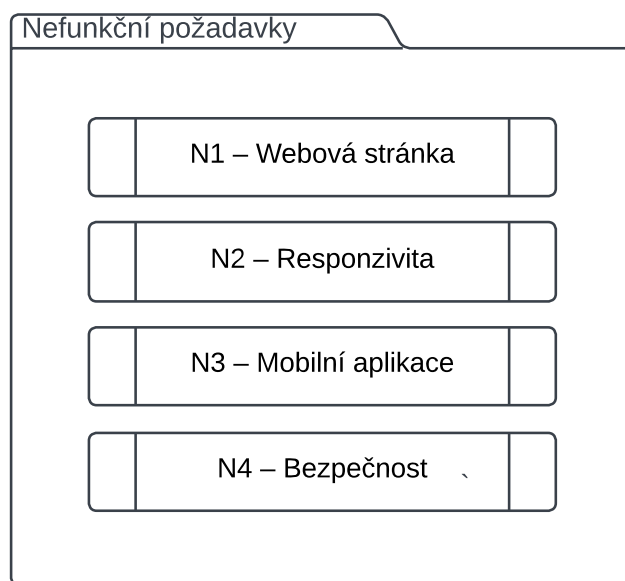 Nefunkční požadavky
N1 – Webová stránka
N2 – Responzivita
N3 – Mobilní aplikace
N4 – Bezpečnost `